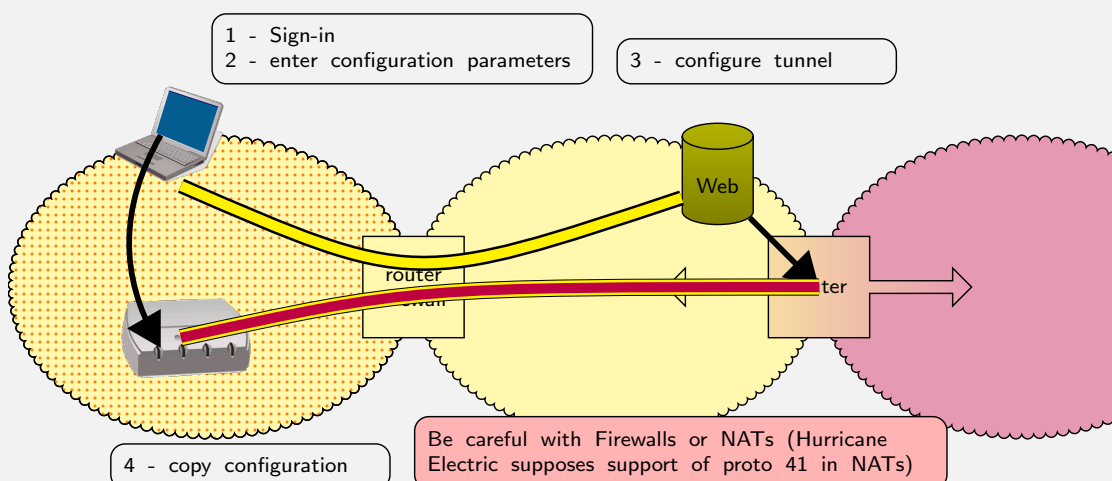 1 - Sign-in
2 - enter configuration parameters
3 - configure tunnel
Web
router
4 - copy configuration
Be careful with Firewalls or NATs (Hurricane
Electric supposes support of proto 41 in NATs)